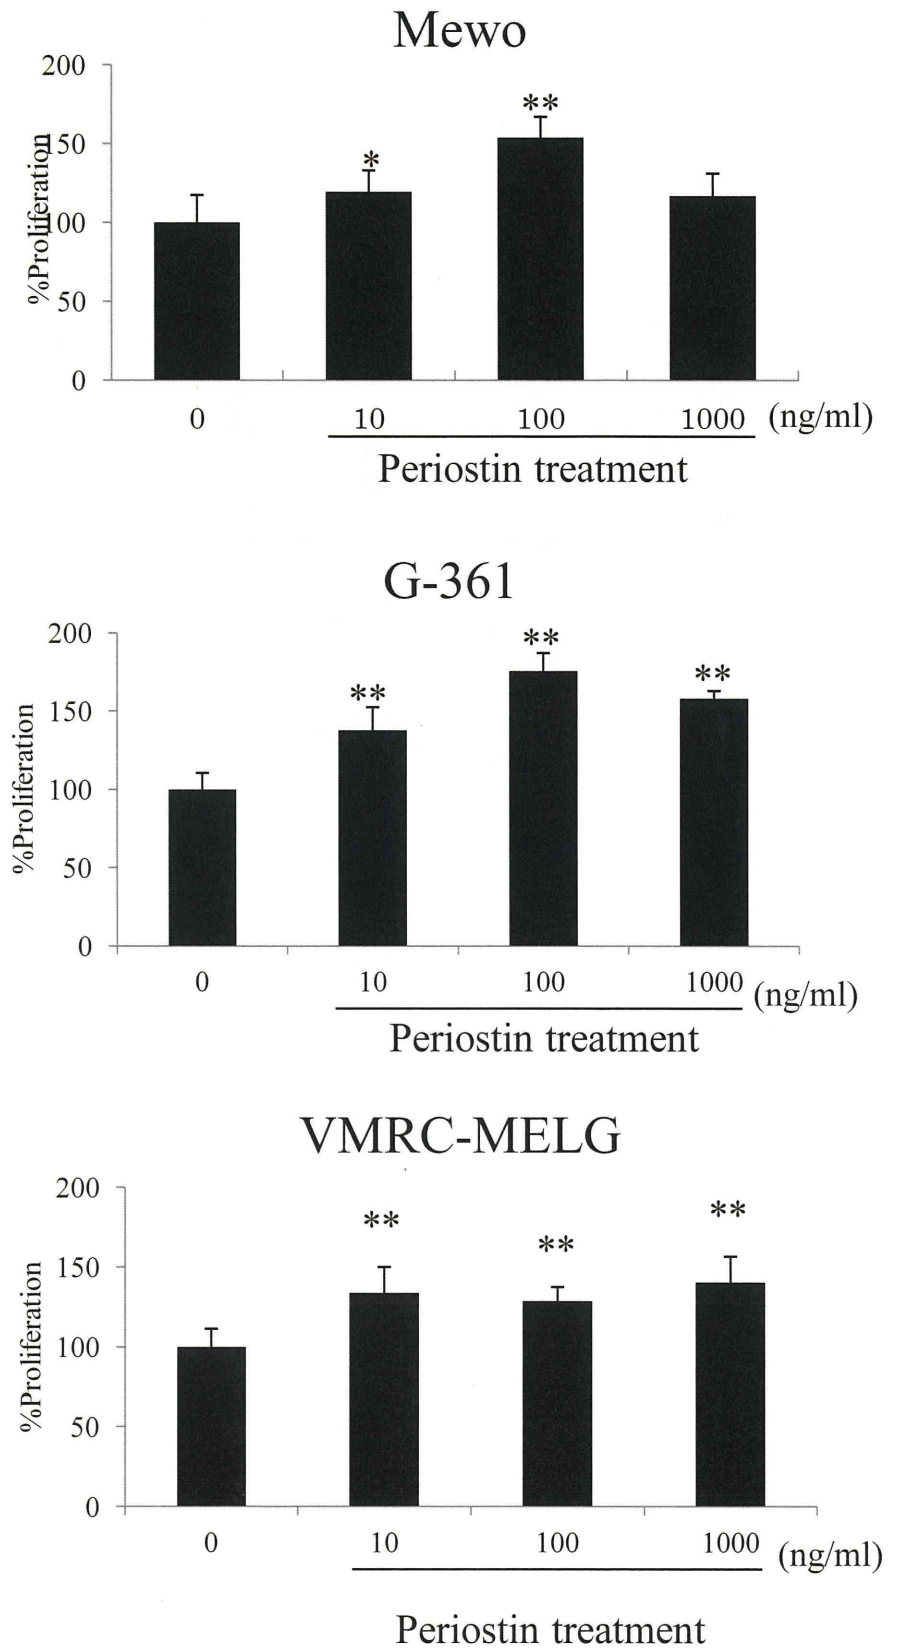 Mewo
200
**
150
*
%Proliferation
100
50
0
0 10 100 1000 (ng/ml)
Periostin treatment
G-361
200
**
**
**
150
%Proliferation
100
50
0
0 10 100 1000 (ng/ml)
Periostin treatment
VMRC-MELG
200
**
**
**
150
%Proliferation
100
50
0
0 10 100 1000 (ng/ml)
Periostin treatment